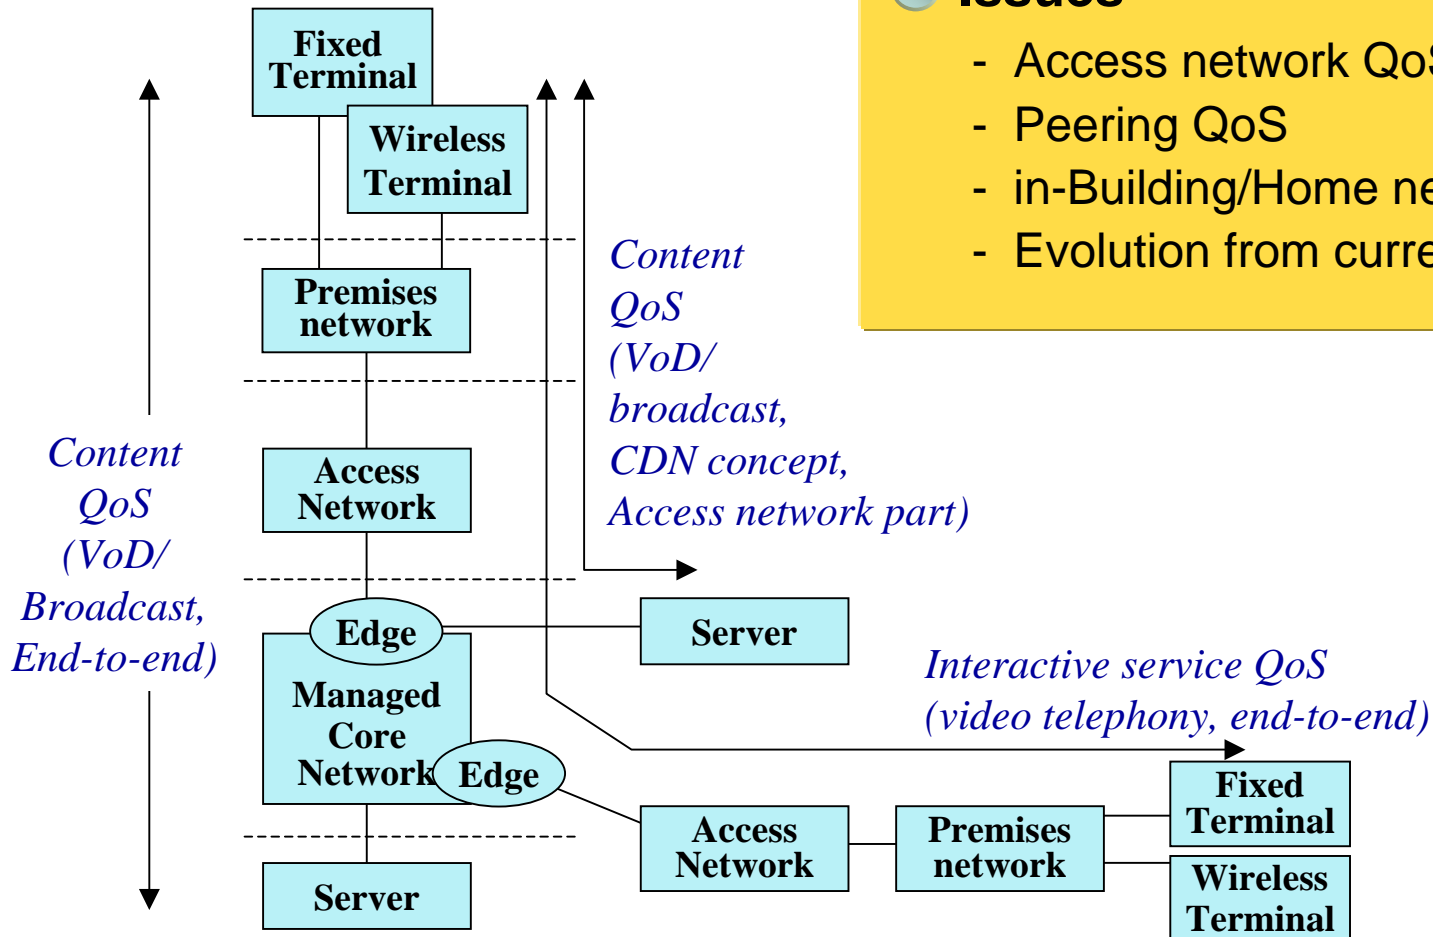 Issues
- Access network QoS
- Peering QoS
- in-Building/Home
- Evolution from
Fixed
Terminal
Wireless
Terminal
Premises
network
Access
Network
Edge
Managed
Core
Network
Edge
Server
Server
Content
QoS
(VoD/
Broadcast,
End-to-end)
Content
QoS
(VoD/
broadcast,
CDN concept,
Access network part)
Interactive service QoS
(video telephony, end-to-end)
Access
Network
Premises
network
Fixed
Terminal
Wireless
Terminal